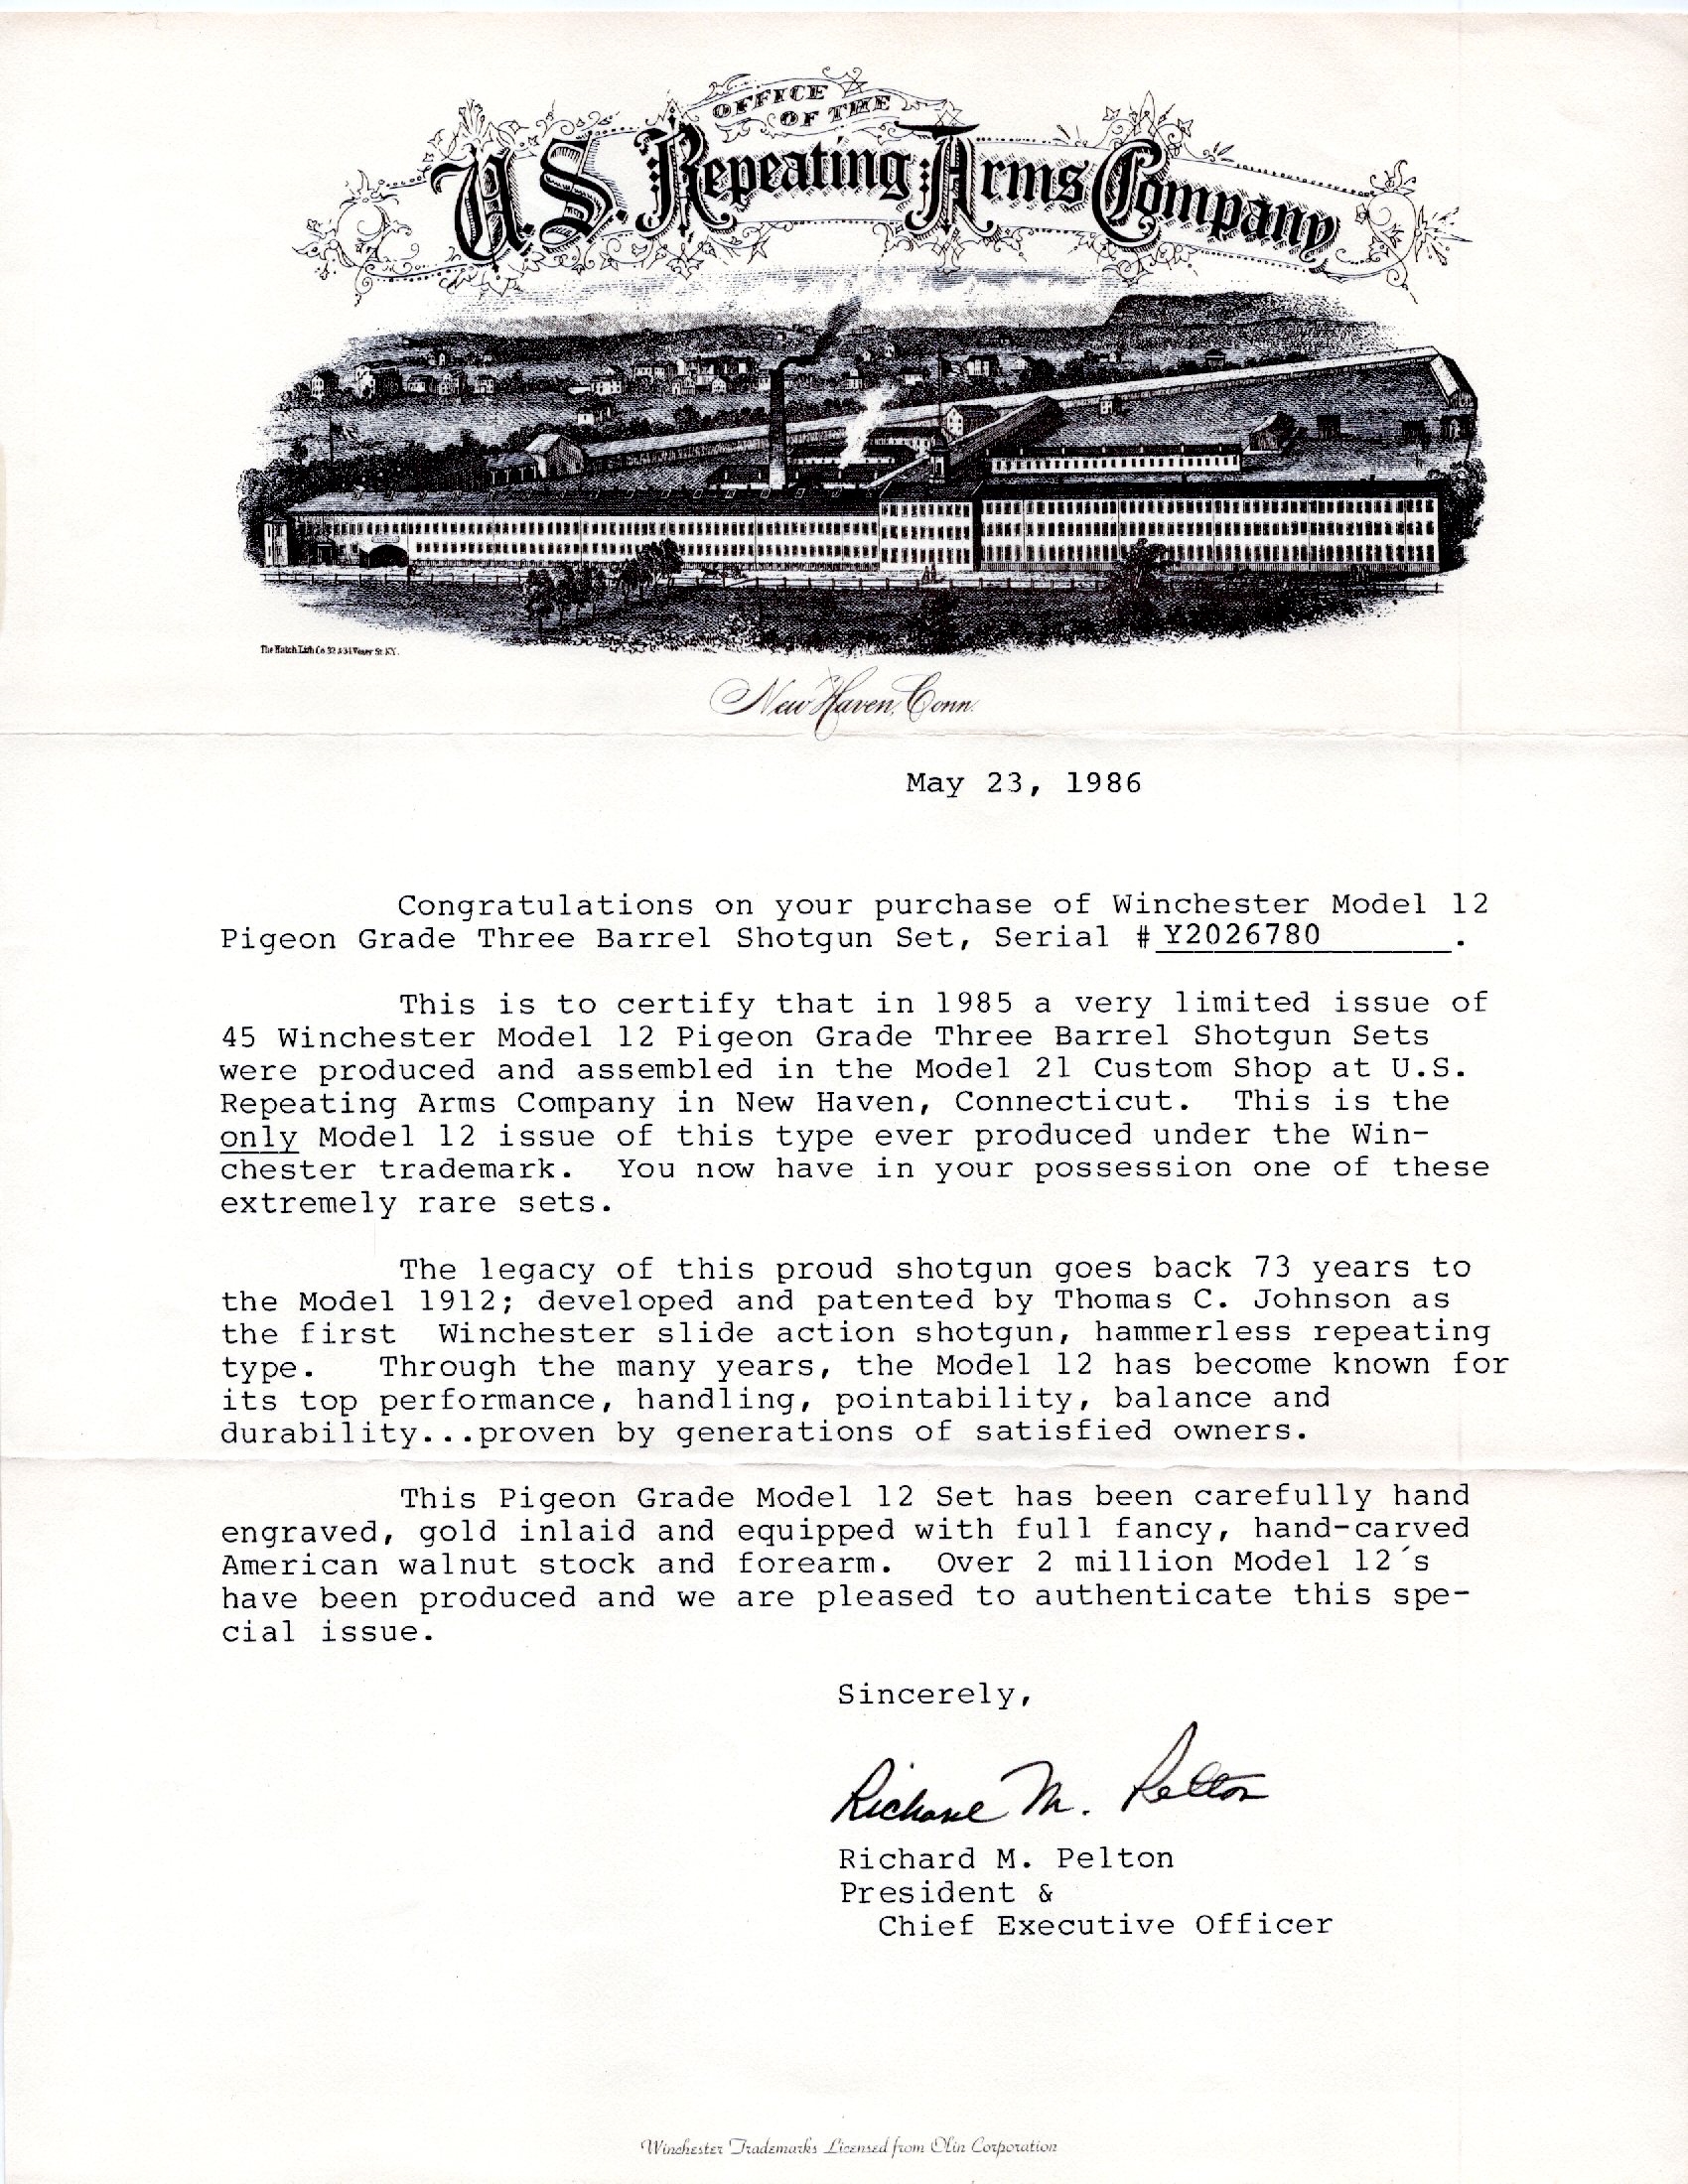 OFFICE
OF THE
U.S. Repeating Arms Company
The Hatch Lith Co 32 & 34 Vesey St. N.Y.
New Haven, Conn.
May 23, 1986
Congratulations on your purchase of Winchester Model 12
Pigeon Grade Three Barrel Shotgun Set, Serial # Y2026780.
This is to certify that in 1985 a very limited issue of
45 Winchester Model 12 Pigeon Grade Three Barrel Shotgun Sets
were produced and assembled in the Model 21 Custom Shop at U.S.
Repeating Arms Company in New Haven, Connecticut. This is the
only Model 12 issue of this type ever produced under the Win-
chester trademark. You now have in your possession one of these
extremely rare sets.
The legacy of this proud shotgun goes back 73 years to
the Model 1912; developed and patented by Thomas C. Johnson as
the first Winchester slide action shotgun, hammerless repeating
type. Through the many years, the Model 12 has become known for
its top performance, handling, pointability, balance and
durability...proven by generations of satisfied owners.
This Pigeon Grade Model 12 Set has been carefully hand
engraved, gold inlaid and equipped with full fancy, hand-carved
American walnut stock and forearm. Over 2 million Model 12´s
have been produced and we are pleased to authenticate this spe-
cial issue.
Sincerely,
Richard M. Pelton
Richard M. Pelton
President &
Chief Executive Officer
Winchester Trademarks Licensed from Olin Corporation